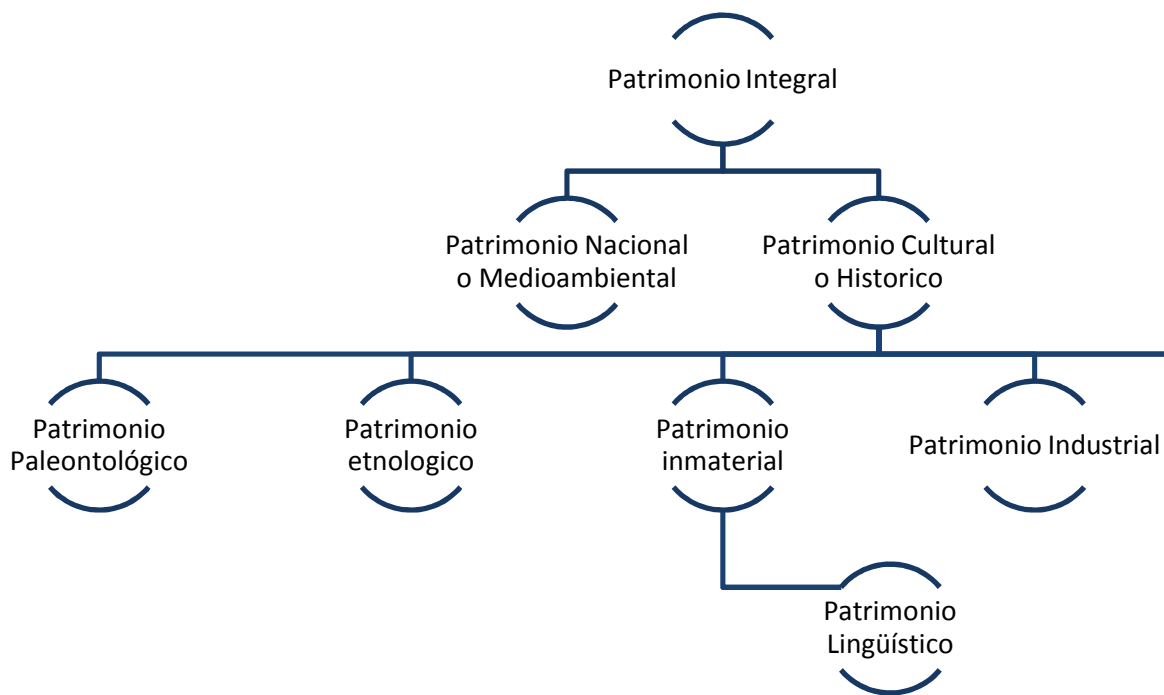 Patrimonio Integral
Patrimonio Nacional
o Medioambiental
Patrimonio Cultural
o Historico
Patrimonio
Paleontológico
Patrimonio
etnologico
Patrimonio
inmaterial
Patrimonio Industrial
Patrimonio
Lingüístico